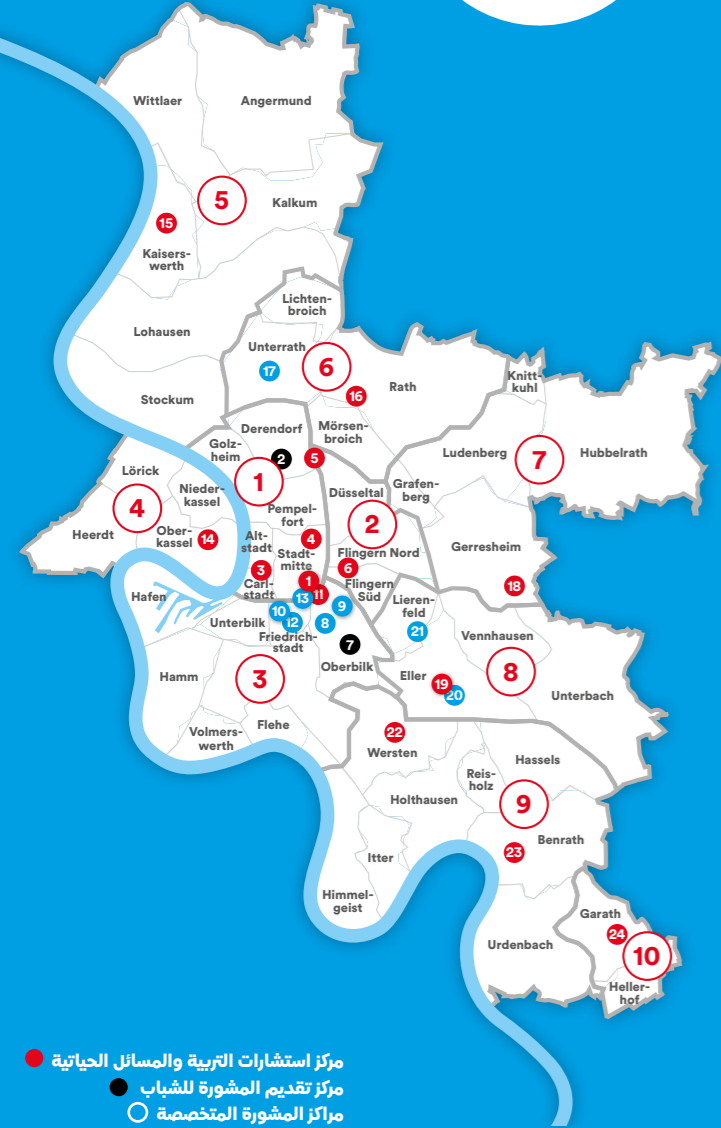 Wittlaer
Angermund
5
Kalkum
15
Kaisers-
werth
Lichten-
broich
Lohausen
Unterrath
6
17
Rath
Knitt-
kuhl
16
Stockum
Mörsen-
broich
Derendorf
Golz-
heim
2
5
Ludenberg
7
Hubbelrath
Lörick
1
Grafen-
berg
Nieder-
kassel
Düsseltal
4
Pempel-
fort
2
Heerdt
Ober-
kassel
14
Alt-
stadt
4
Stadt-
mitte
Flingern Nord
Gerresheim
3
6
Carl-
stadt
1
Flingern
Süd
18
Hafen
13
11
10
9
Lieren-
feld
Unterbilk
12
8
21
Vennhausen
Friedrich-
stadt
7
Oberbilk
Hamm
3
Eller
19
20
8
Unterbach
Volmers-
werth
Flehe
22
Wersten
Hassels
Reis-
holz
Holthausen
9
Benrath
23
Itter
Himmel-
geist
Garath
24
Urdenbach
10
Heller-
hof
مركز استشارات التربية والمسائل الحياتية
مركز تقديم المشورة للشباب
مراكز المشورة المتخصصة